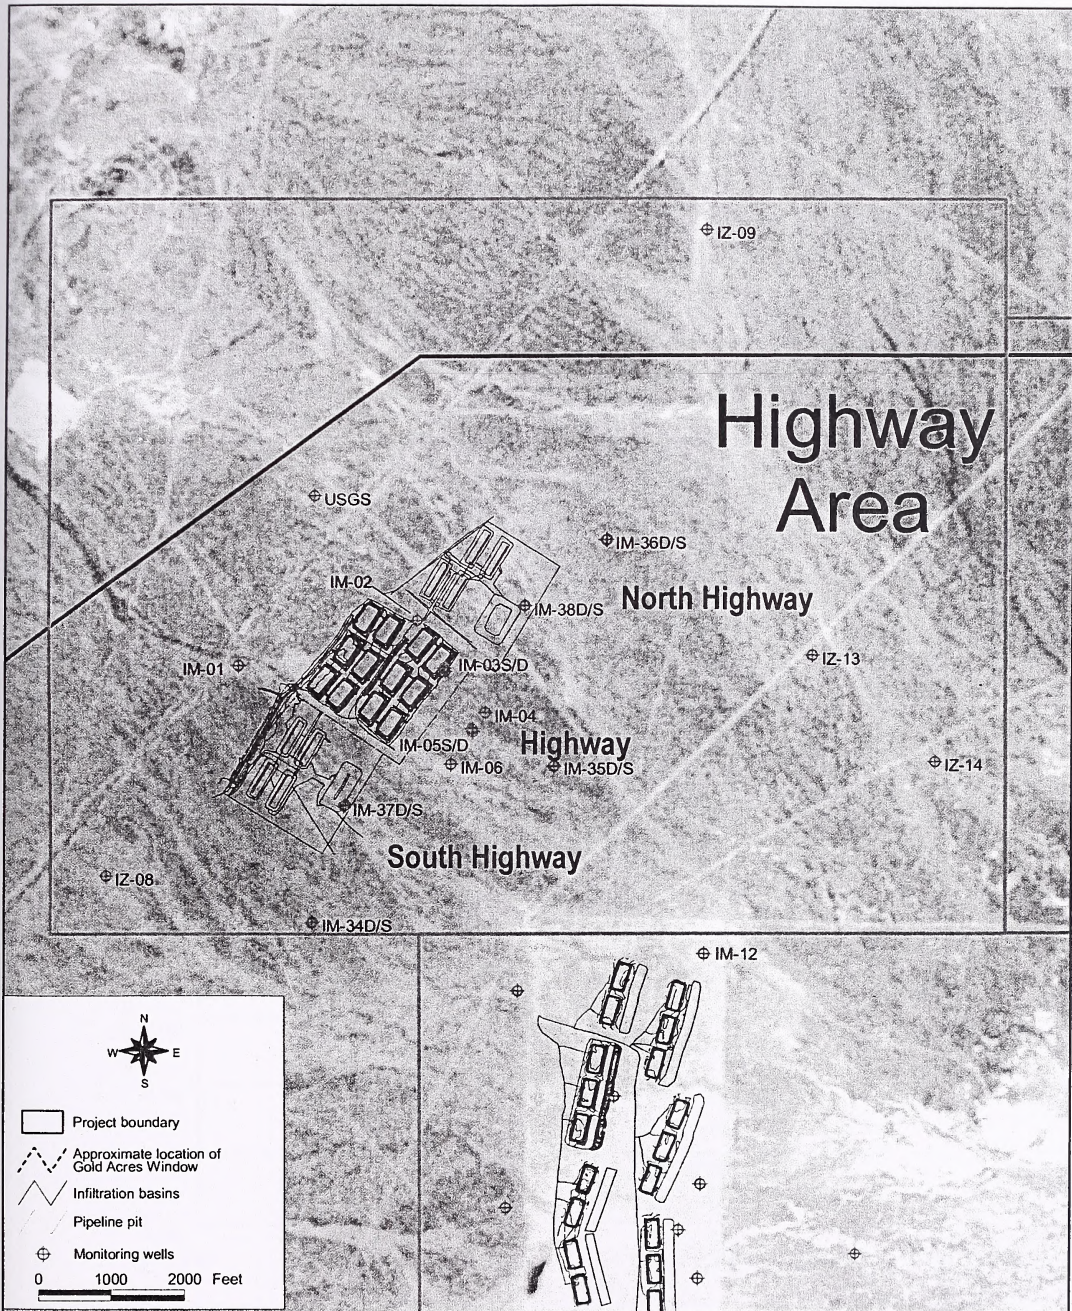 IZ-09
Highway
Area
USGS
IM-36D/S
IM-02
North Highway
IM-38D/S
IM-01
IM-03S/D
IZ-13
IM-04
IM-05S/D
Highway
IM-06
IM-35D/S
IZ-14
IM-37D/S
South Highway
IZ-08
IM-34D/S
IM-12
N
W E
S
Project boundary
Approximate location of
Gold Acres Window
Infiltration basins
Pipeline pit
Monitoring wells
0 1000 2000 Feet